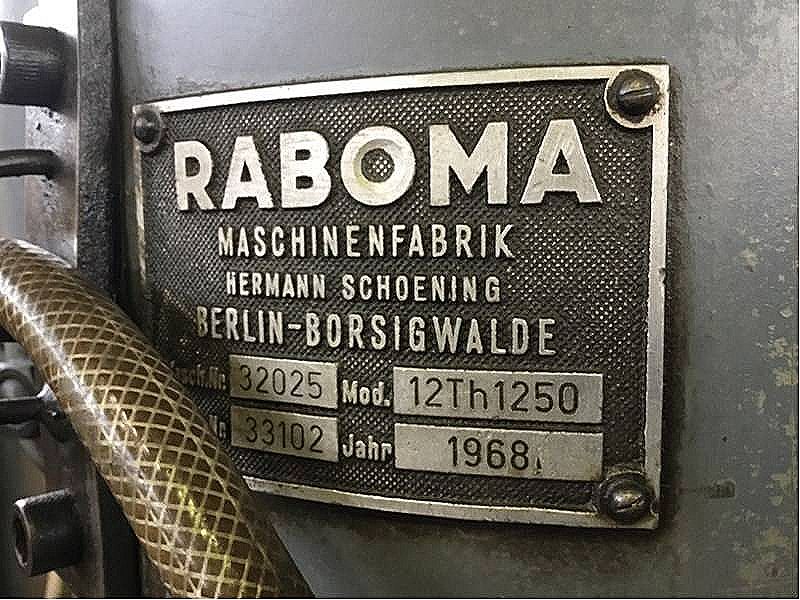 RABOMA
MASCHINENFABRIK
HERMANN SCHOENING
BERLIN-BORSIGWALDE
32025 Mod. 12Th1250
33102 Jahr 1968